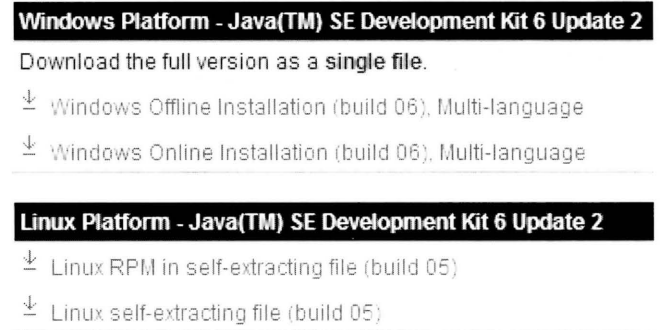 Windows Platform - Java(TM) SE Development Kit 6 Update 2
Download the full version as a single file.
Windows Offline Installation (build 06), Multi-language
Windows Online Installation (build 06), Multi-language
Linux Platform - Java(TM) SE Development Kit 6 Update 2
Linux RPM in self-extracting file (build 05)
Linux self-extracting file (build 05)